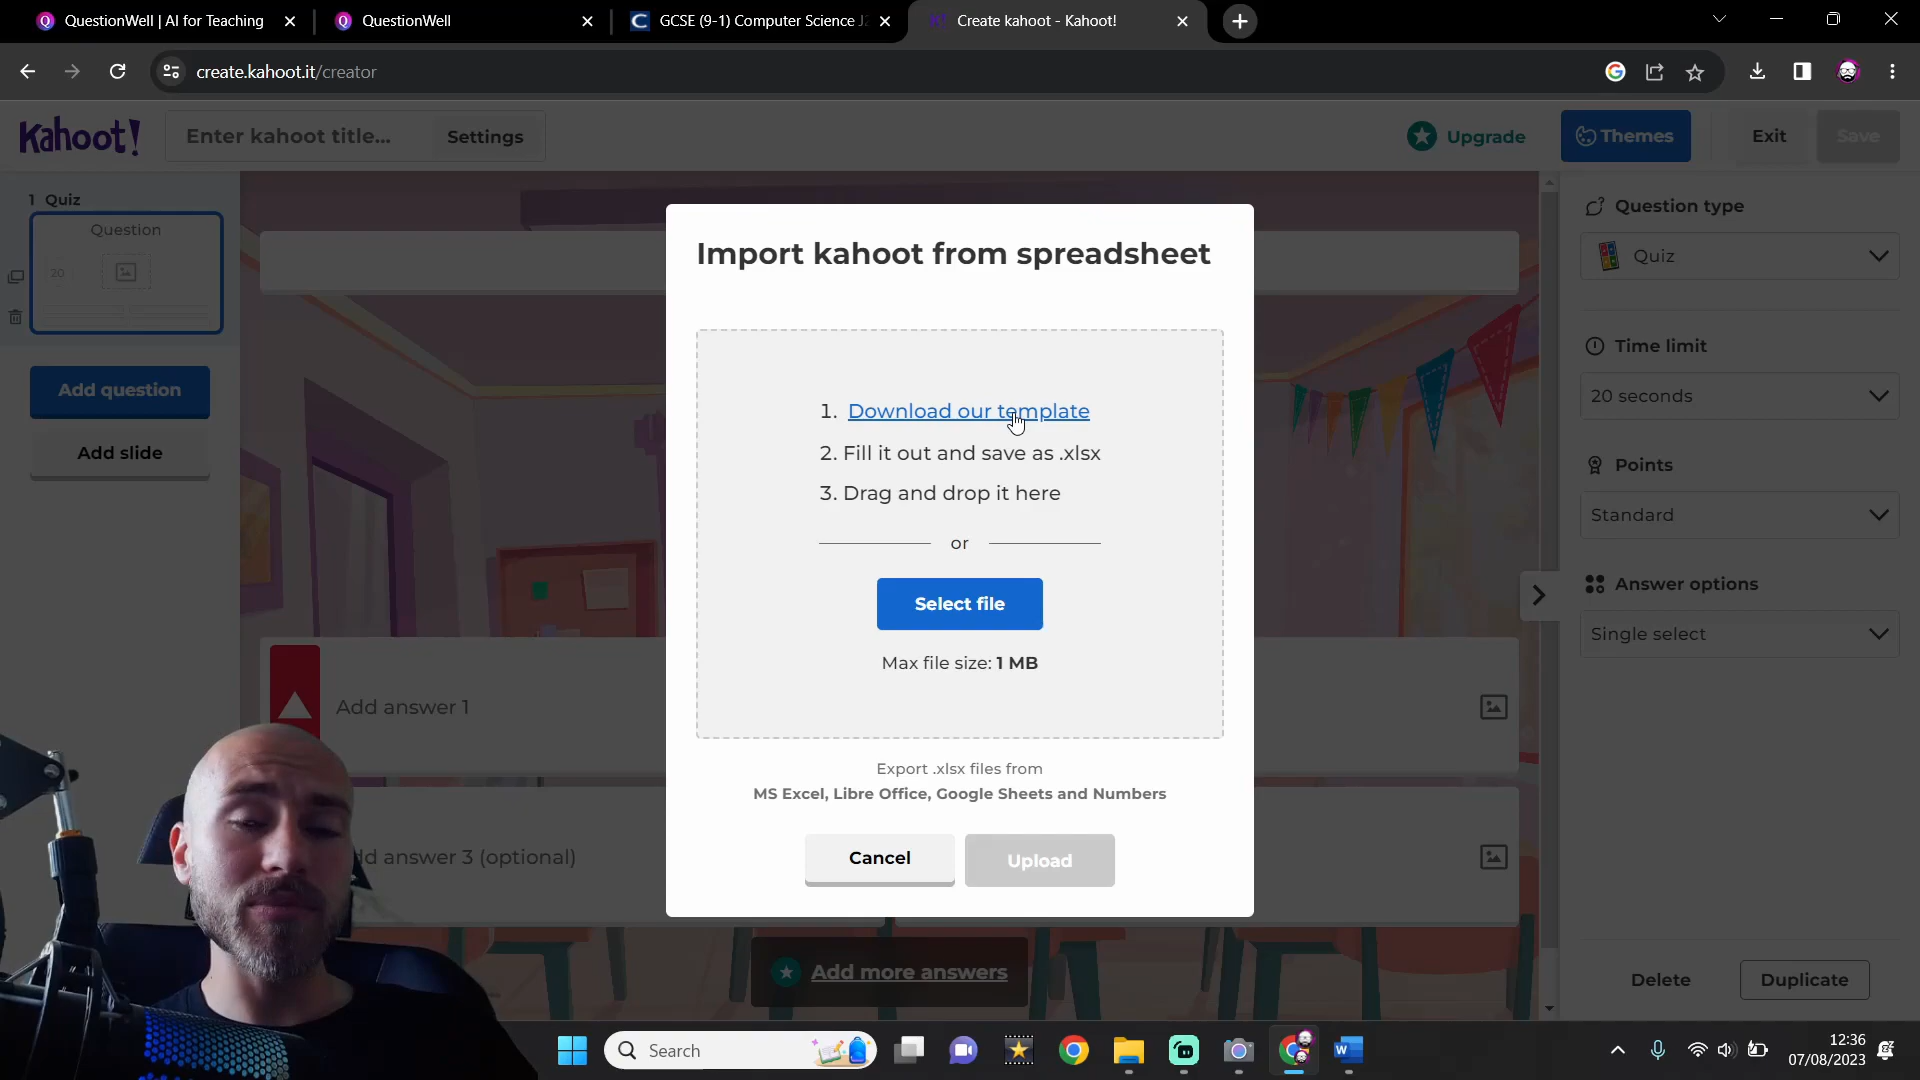 QuestionWell | AI for Teaching
QuestionWell
GCSE (9-1) Computer Science J2
Create kahoot - Kahoot!
create.kahoot.it/creator
Kahoot!
Enter kahoot title...
Settings
Upgrade
Themes
Exit
Save
1 Quiz
Question
20
Add question
Add slide
Import kahoot from spreadsheet
1. Download our template
2. Fill it out and save as .xlsx
3. Drag and drop it here
or
Select file
Max file size: 1 MB
Export .xlsx files from
MS Excel, Libre Office, Google Sheets and Numbers
Cancel
Upload
Add answer 1
dd answer 3 (optional)
Add more answers
Question type
Quiz
Time limit
20 seconds
Points
Standard
Answer options
Single select
Delete
Duplicate
Search
12:36
07/08/2023